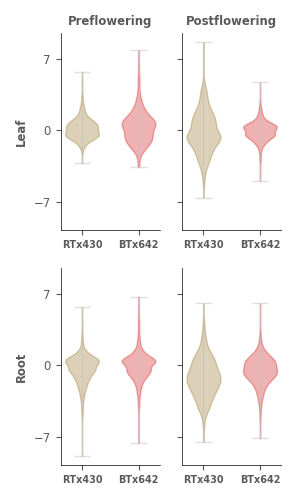 Preflowering Postflowering
Leaf
7
0
−7
RTx430 BTx642 RTx430 BTx642
Root
7
0
−7
RTx430 BTx642 RTx430 BTx642